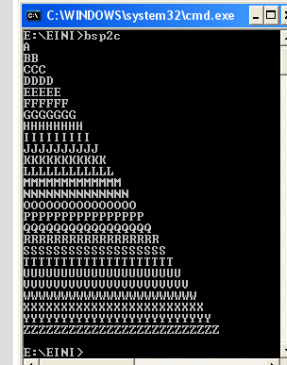 C:\WINDOWS\system32\cmd.exe
E:\EINI>bsp2c
A
BB
CCC
DDDD
EEEEE
FFFFFF
GGGGGGG
HHHHHHHH
IIIIIIIII
JJJJJJJJJJ
KKKKKKKKKKK
LLLLLLLLLLLL
MMMMMMMMMMMMM
NNNNNNNNNNNNNN
OOOOOOOOOOOOOOO
PPPPPPPPPPPPPPPP
QQQQQQQQQQQQQQQQQ
RRRRRRRRRRRRRRRRRR
SSSSSSSSSSSSSSSSSSS
TTTTTTTTTTTTTTTTTTTT
UUUUUUUUUUUUUUUUUUUUU
VVVVVVVVVVVVVVVVVVVVVV
WWWWWWWWWWWWWWWWWWWWWWW
XXXXXXXXXXXXXXXXXXXXXXXX
YYYYYYYYYYYYYYYYYYYYYYYYY
ZZZZZZZZZZZZZZZZZZZZZZZZZZ
E:\EINI>